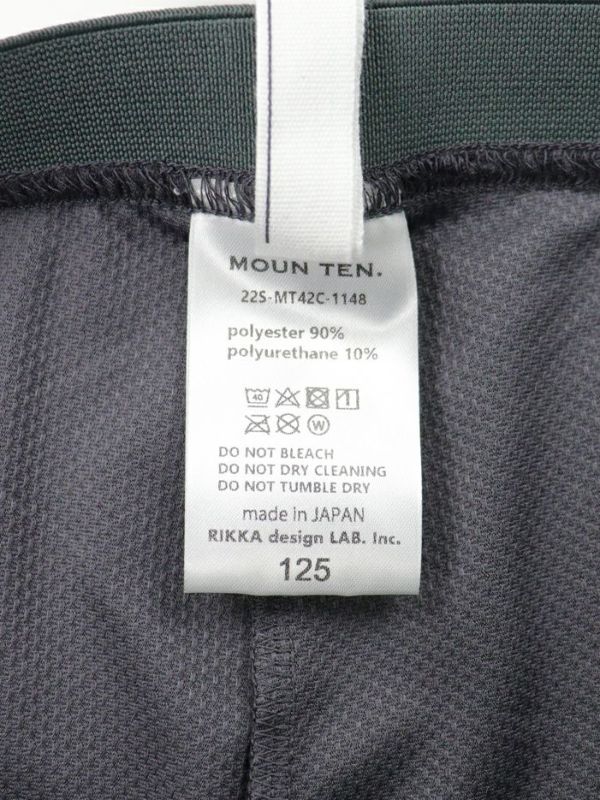 MOUN TEN.
22S-MT42C-1148
polyester 90%
polyurethane 10%
40
W
DO NOT BLEACH
DO NOT DRY CLEANING
DO NOT TUMBLE DRY
made in JAPAN
RIKKA design LAB. Inc.
125